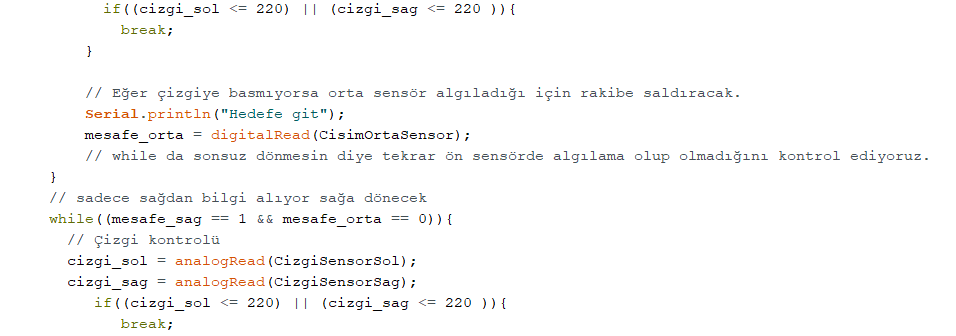 if((cizgi_sol <= 220) || (cizgi_sag <= 220 )){
break;
}
// Eğer çizgiye basmıyorsa orta sensör algıladığı için rakibe saldıracak.
Serial.println("Hedefe git");
mesafe_orta = digitalRead(CisimOrtaSensor);
// while da sonsuz dönmesin diye tekrar ön sensörde algılama olup olmadığını kontrol ediyoruz.
}
// sadece sağdan bilgi alıyor sağa dönecek
while((mesafe_sag == 1 && mesafe_orta == 0)){
// Çizgi kontrolü
cizgi_sol = analogRead(CizgiSensorSol);
cizgi_sag = analogRead(CizgiSensorSag);
if((cizgi_sol <= 220) || (cizgi_sag <= 220 )){
break;